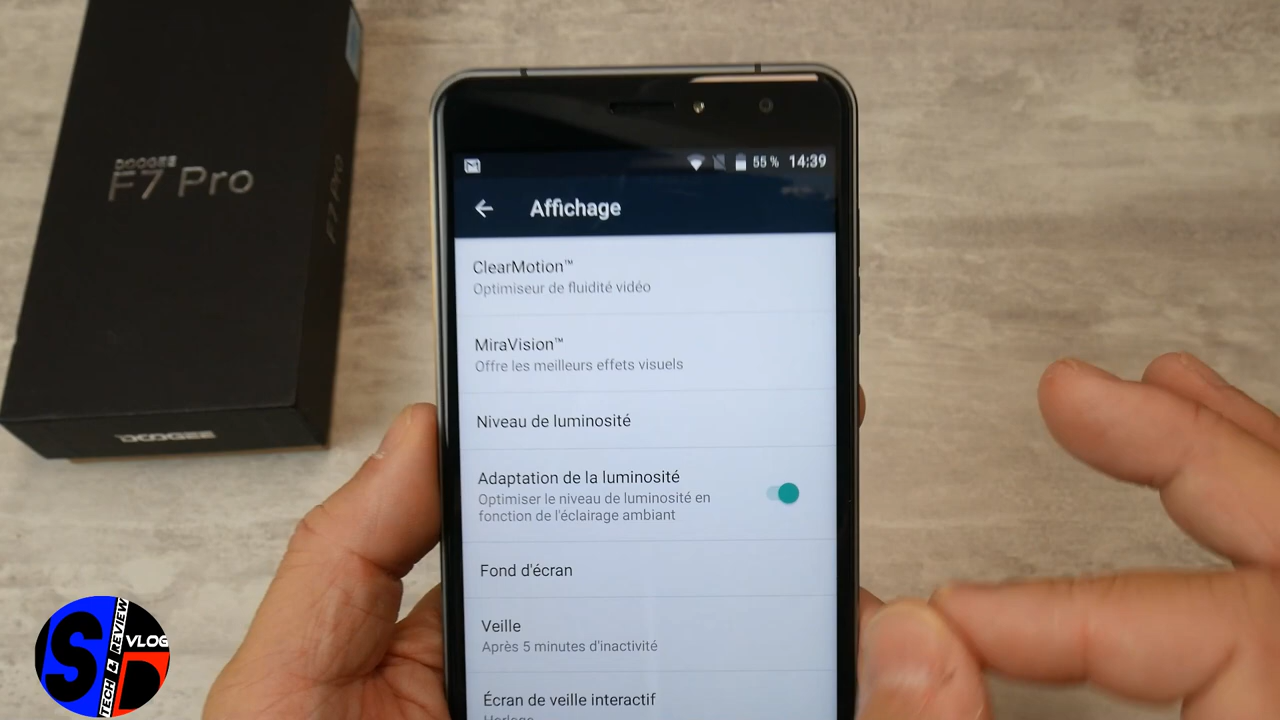 DOOGEE
F7 Pro
F7 Pro
DOOGEE
55 % 14:39
Affichage
ClearMotion™
Optimiseur de fluidité vidéo
MiraVision™
Offre les meilleurs effets visuels
Niveau de luminosité
Adaptation de la luminosité
Optimiser le niveau de luminosité en
fonction de l'éclairage ambiant
Fond d'écran
Veille
Après 5 minutes d'inactivité
Écran de veille interactif
Horloge
S
TECH & REVIEW
VLOG
D